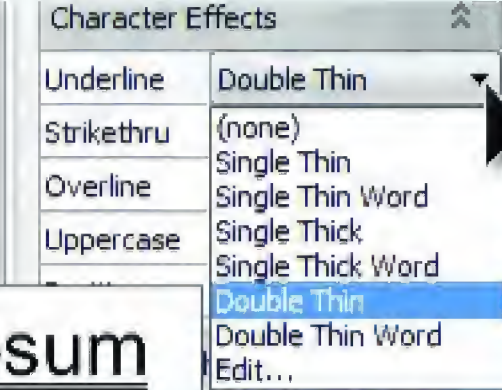 Character Effects
Underline Double Thin
Strikethru
Overline
Uppercase
(none)
Single Thin
Single Thin Word
Single Thick
Single Thick Word
Double Thin
Double Thin Word
Edit...
sum